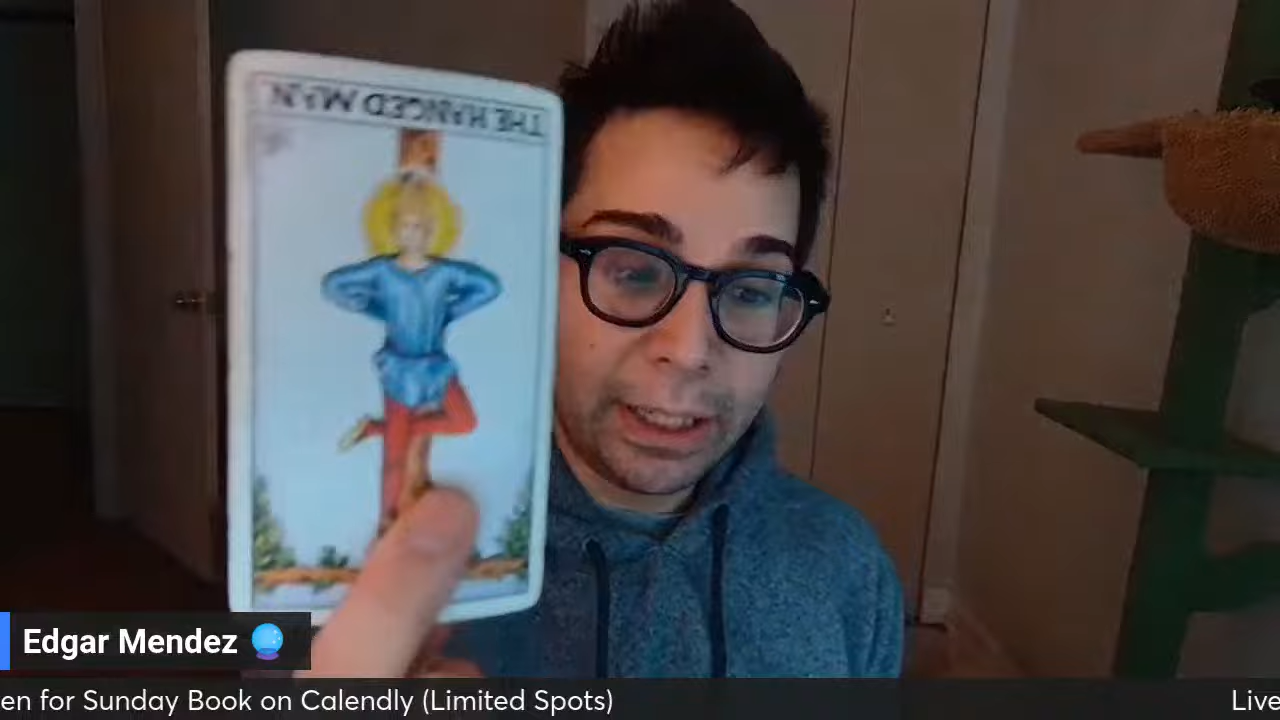 THE HANGED MAN
Edgar Mendez 🔮
en for Sunday Book on Calendly (Limited Spots)
Live